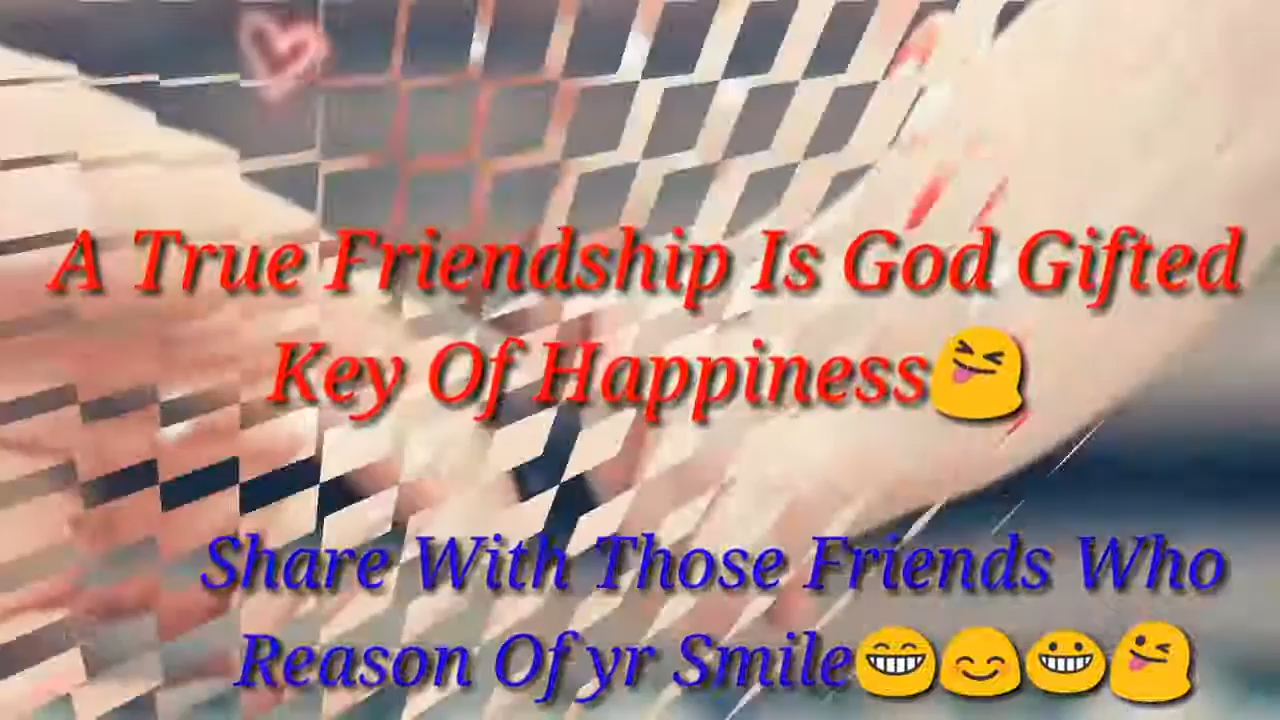 A True Friendship Is God Gifted
Key Of Happiness😝
Share With Those Friends Who
Reason Of yr Smile😁😊😀😜